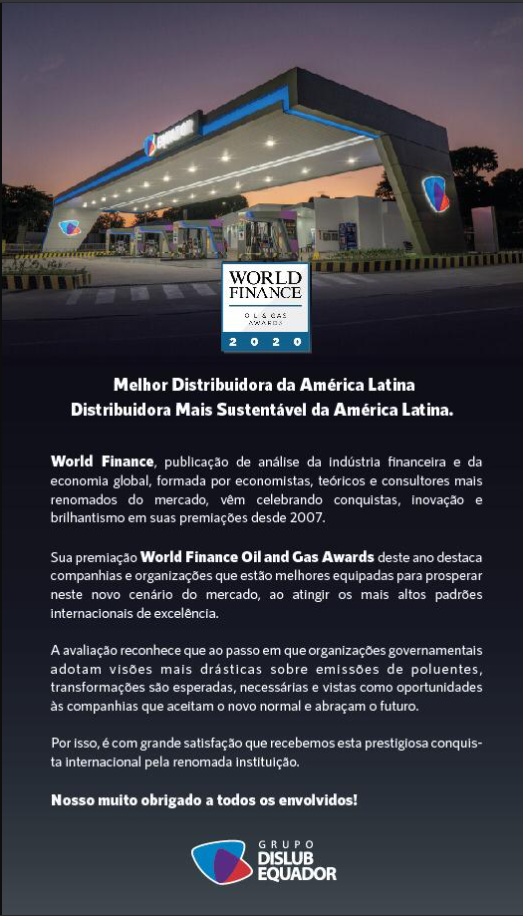 EQUADOR
WORLD
FINANCE
OIL & GAS
AWARDS
2020
Melhor Distribuidora da América Latina
Distribuidora Mais Sustentável da América Latina.
World Finance, publicação de análise da indústria financeira e da
economia global, formada por economistas, teóricos e consultores mais
renomados do mercado, vêm celebrando conquistas, inovação e
brilhantismo em suas premiações desde 2007.
Sua premiação World Finance Oil and Gas Awards deste ano destaca
companhias e organizações que estão melhores equipadas para prosperar
neste novo cenário do mercado, ao atingir os mais altos padrões
internacionais de excelência.
A avaliação reconhece que ao passo em que organizações governamentais
adotam visões mais drásticas sobre emissões de poluentes,
transformações são esperadas, necessárias e vistas como oportunidades
às companhias que aceitam o novo normal e abraçam o futuro.
Por isso, é com grande satisfação que recebemos esta prestigiosa conquis-
ta internacional pela renomada instituição.
Nosso muito obrigado a todos os envolvidos!
GRUPO
DISLUB
EQUADOR